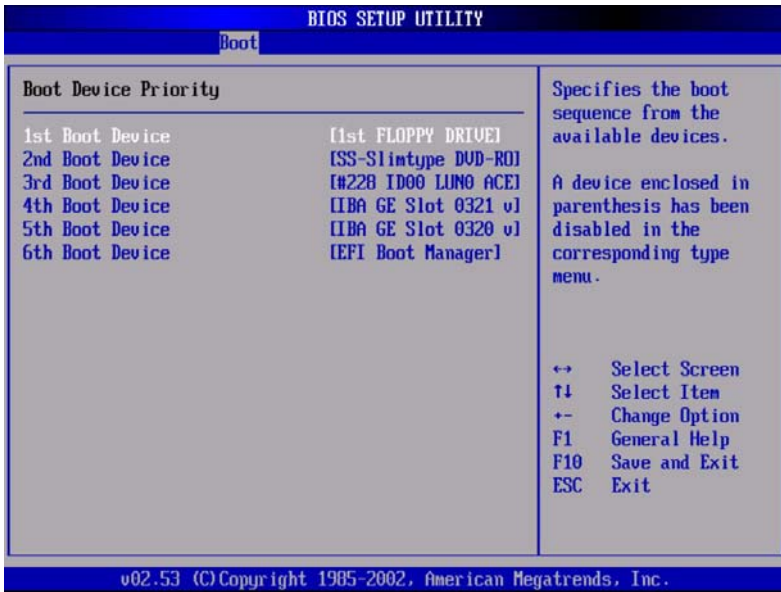 BIOS SETUP UTILITY
Boot
Boot Device Priority
1st Boot Device [1st FLOPPY DRIVE]
2nd Boot Device [SS-Slimtype DVD-RO]
3rd Boot Device [#228 ID00 LUN0 ACE]
4th Boot Device [IBA GE Slot 0321 v]
5th Boot Device [IBA GE Slot 0320 v]
6th Boot Device [EFI Boot Manager]
Specifies the boot
sequence from the
available devices.
A device enclosed in
parenthesis has been
disabled in the
corresponding type
menu.
↔ Select Screen
↑↓ Select Item
+- Change Option
F1 General Help
F10 Save and Exit
ESC Exit
v02.53 (C)Copyright 1985-2002, American Megatrends, Inc.